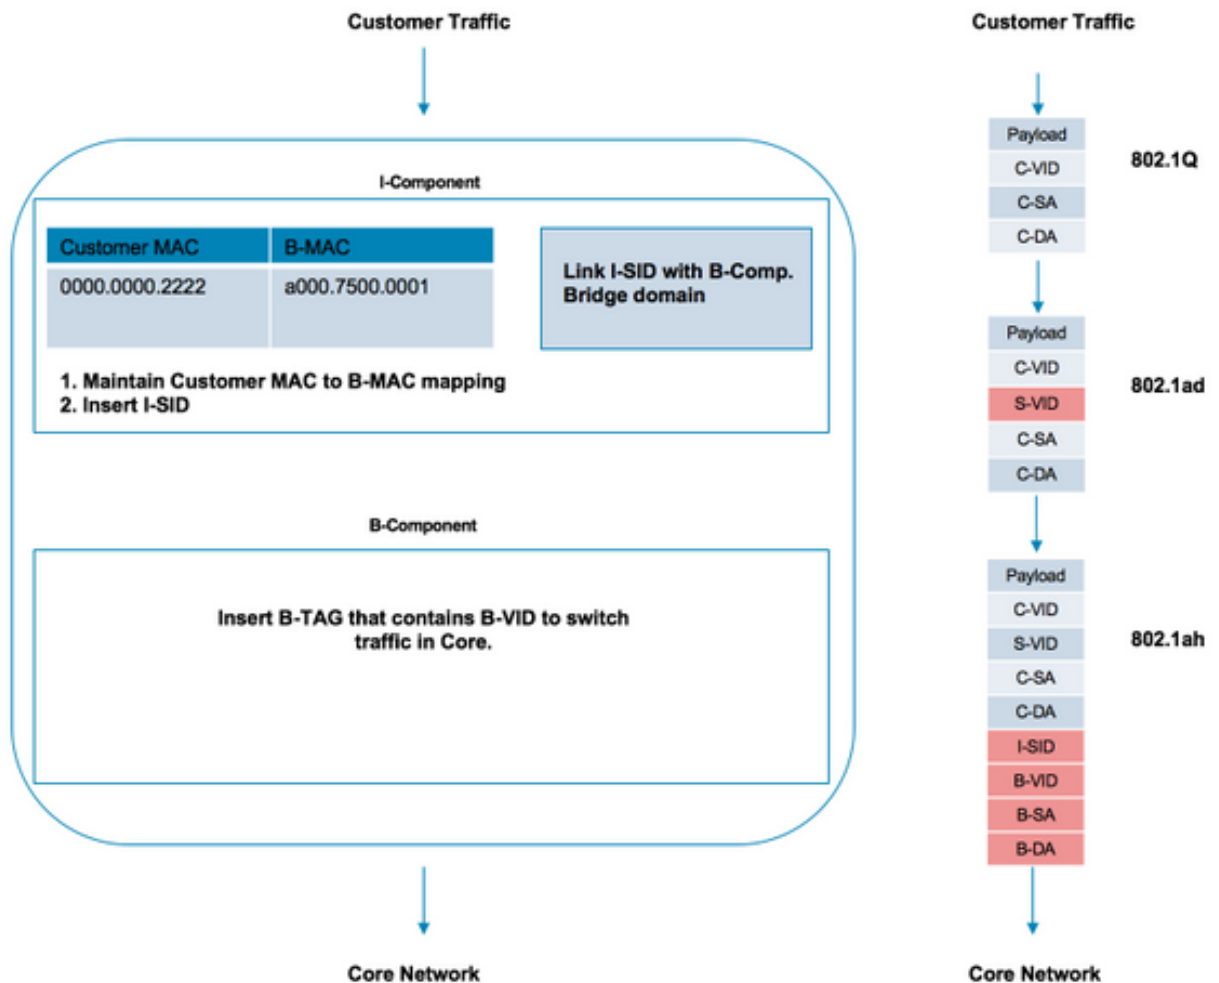 Customer Traffic
I-Component
Customer MAC B-MAC
0000.0000.2222 a000.7500.0001
Link I-SID with B-Comp.
Bridge domain
1. Maintain Customer MAC to B-MAC mapping
2. Insert I-SID
B-Component
Insert B-TAG that contains B-VID to switch
traffic in Core.
Core Network
Customer Traffic
Payload
C-VID
C-SA
C-DA
802.1Q
Payload
C-VID
S-VID
C-SA
C-DA
802.1ad
Payload
C-VID
S-VID
C-SA
C-DA
I-SID
B-VID
B-SA
B-DA
802.1ah
Core Network